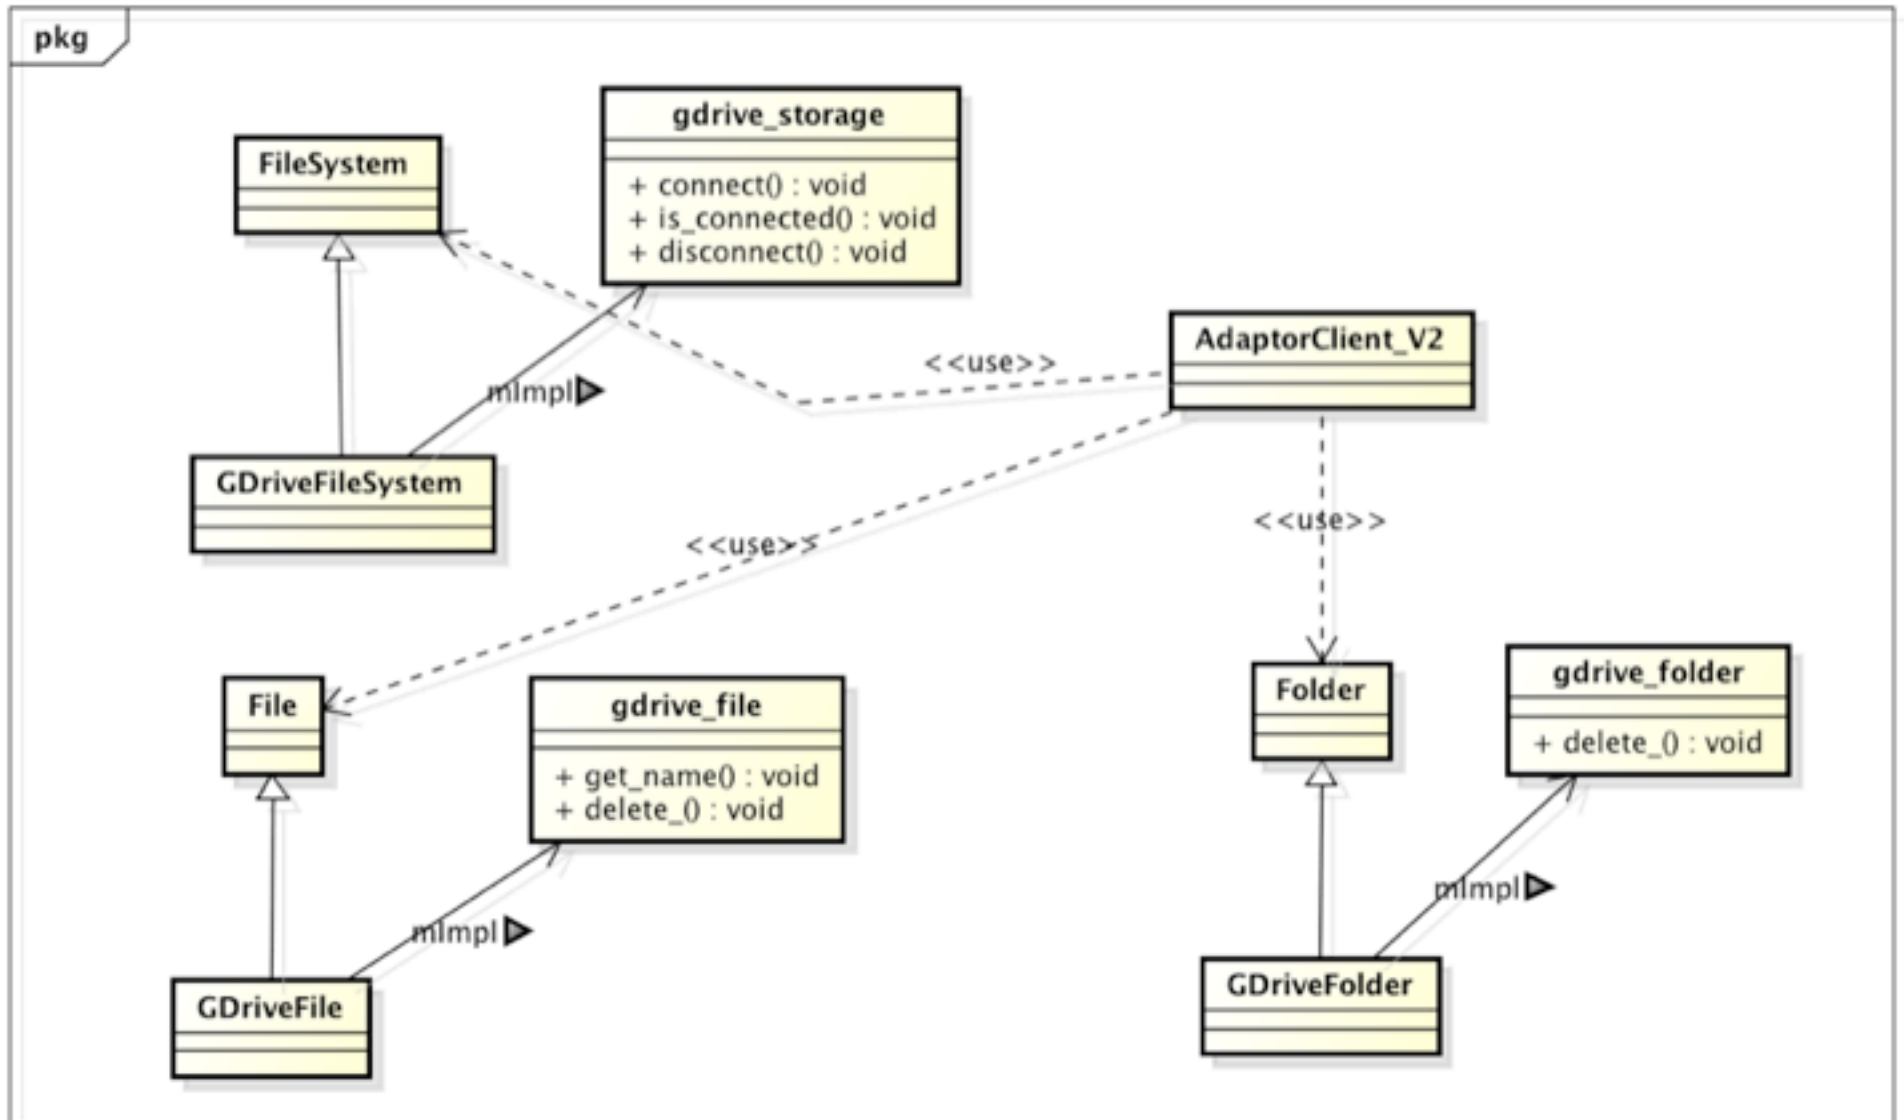 pkg
gdrive_storage
FileSystem
+ connect() : void
+ is_connected() : void
+ disconnect() : void
AdaptorClient_V2
<<use>>
mImpl
GDriveFileSystem
<<use>>
<<use>>
File
gdrive_file
Folder
gdrive_folder
+ delete_() : void
+ get_name() : void
+ delete_() : void
mImpl
mImpl
GDriveFile
GDriveFolder